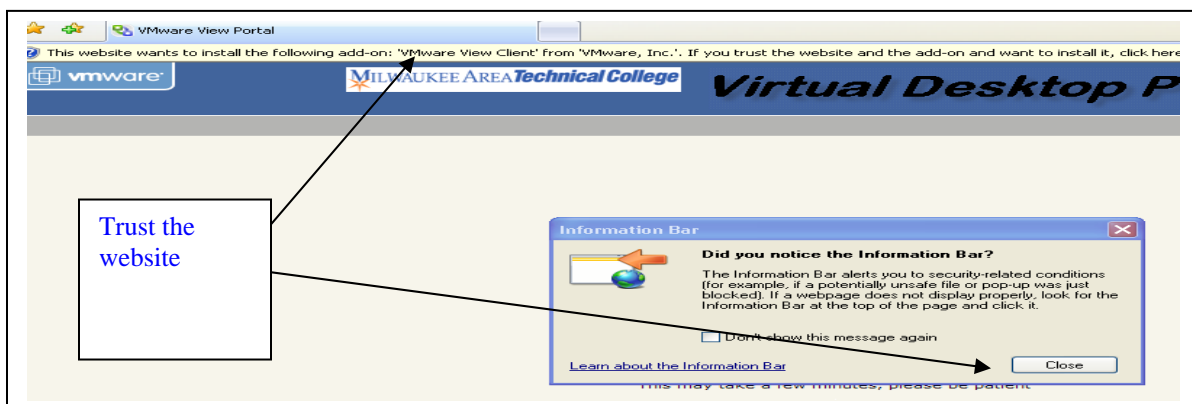 VMware View Portal
This website wants to install the following add-on: 'VMware View Client' from 'VMware, Inc.'. If you trust the website and the add-on and want to install it, click here
vmware
MILWAUKEE AREA Technical College
Virtual Desktop P
Trust the
website
Information Bar
Did you notice the Information Bar?
The Information Bar alerts you to security-related conditions
(for example, if a potentially unsafe file or pop-up was just
blocked). If a webpage does not display properly, look for the
Information Bar at the top of the page and click it.
Don't show this message again
Learn about the Information Bar
Close
This may take a few minutes, please be patient